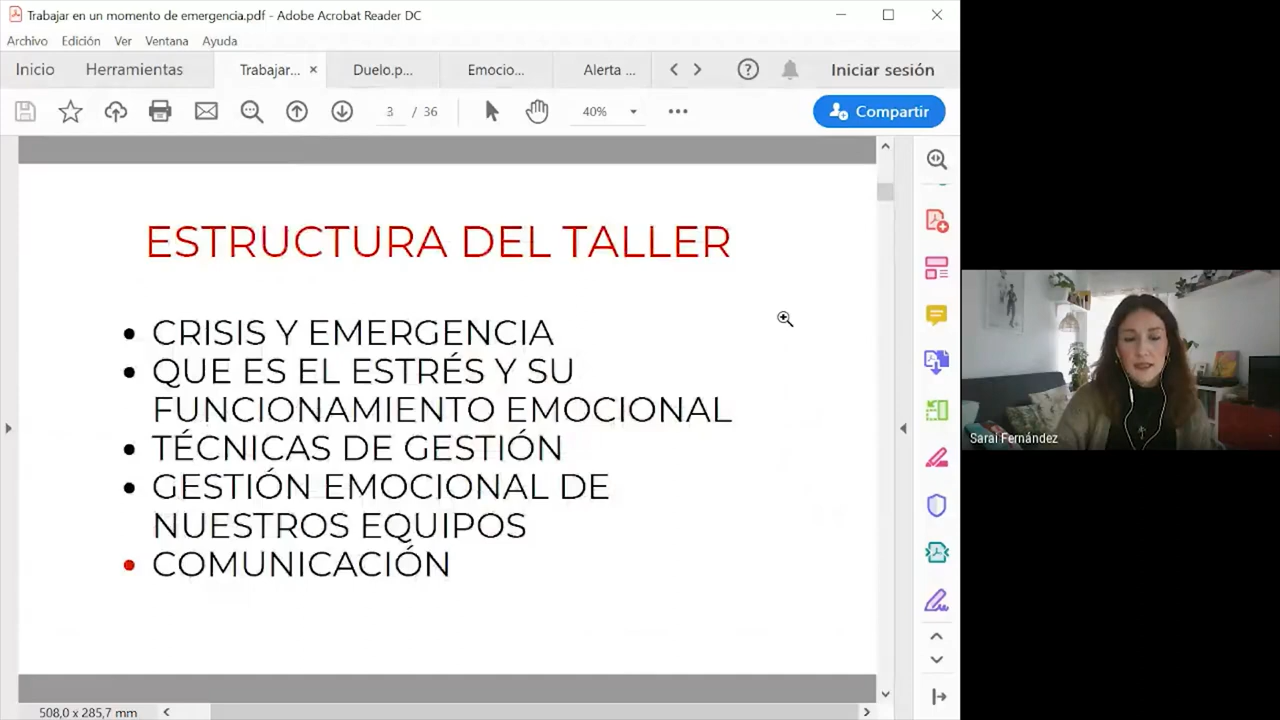 Trabajar en un momento de emergencia.pdf - Adobe Acrobat Reader DC
Archivo Edición Ver Ventana Ayuda
Inicio Herramientas Trabajar... Duelo.p... Emocio... Alerta ... Iniciar sesión
3 / 36 40% Compartir
ESTRUCTURA DEL TALLER
• CRISIS Y EMERGENCIA
• QUE ES EL ESTRÉS Y SU
FUNCIONAMIENTO EMOCIONAL
• TÉCNICAS DE GESTIÓN
• GESTIÓN EMOCIONAL DE
NUESTROS EQUIPOS
• COMUNICACIÓN
Sarai Fernández
508,0 x 285,7 mm